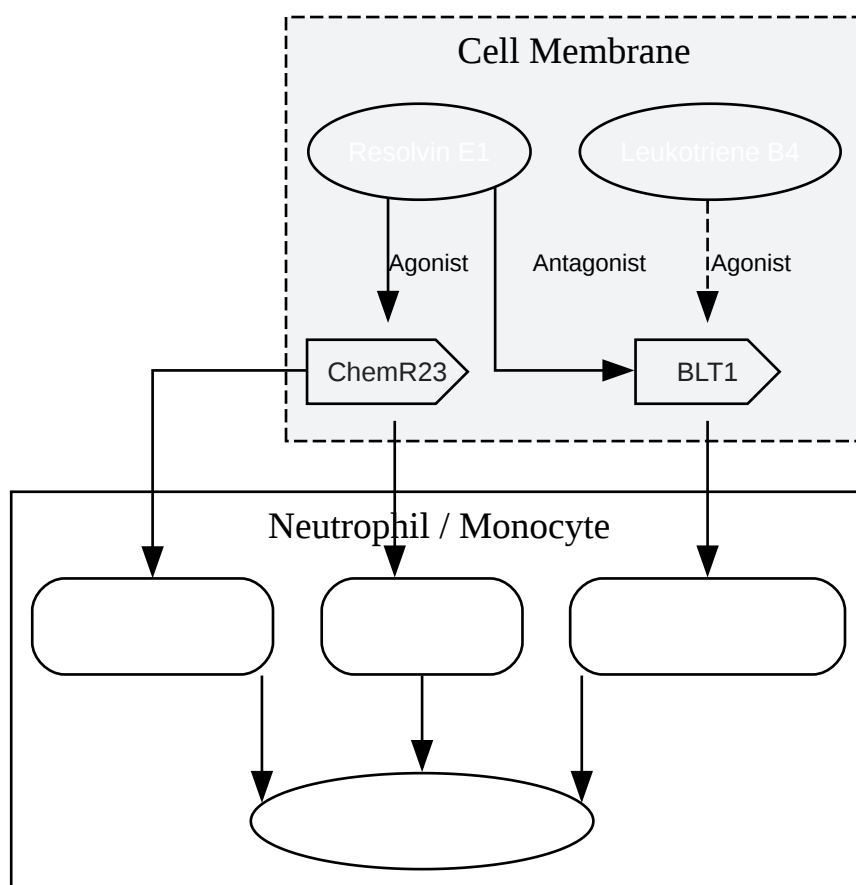 Cell Membrane
Resolvin E1
Leukotriene B4
Agonist
Antagonist
Agonist
ChemR23
BLT1
Neutrophil / Monocyte